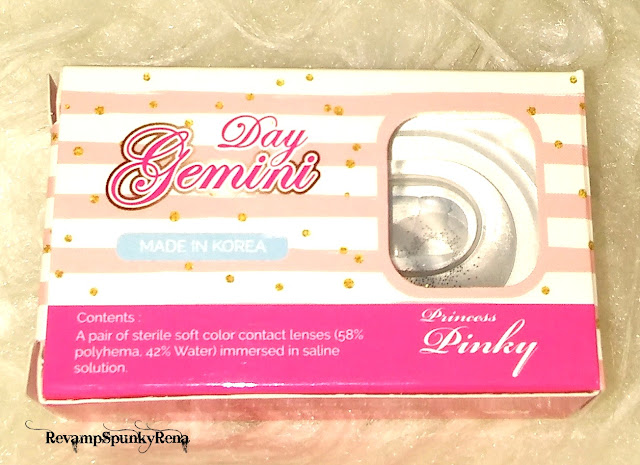 Day
Gemini
MADE IN KOREA
Contents :
A pair of sterile soft color contact lenses (58%
polyhema, 42% Water) immersed in saline
solution.
Princess
Pinky
RevampSpunkyRena